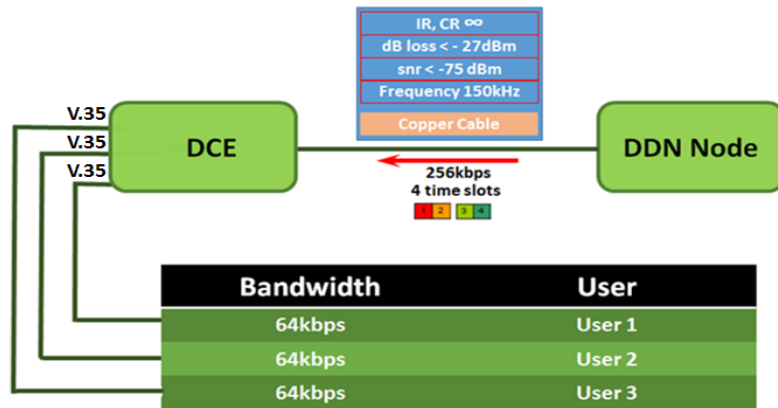 IR, CR ∞
dB loss < - 27dBm
snr < -75 dBm
Frequency 150kHz
Copper Cable
V.35
V.35
V.35
DCE
DDN Node
256kbps
4 time slots
1 2 3 4
Bandwidth User
64kbps User 1
64kbps User 2
64kbps User 3